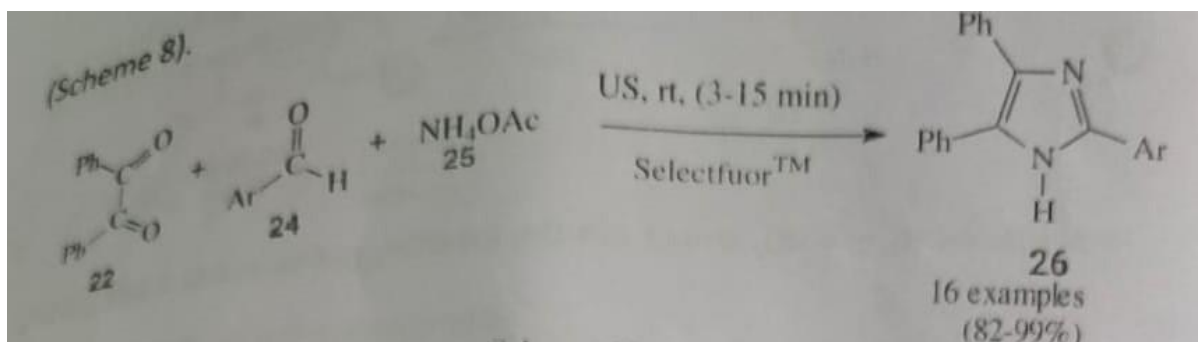 (Scheme 8).
Ph
C
O
C
O
Ph
22
+
O
C
Ar
H
24
+
NH4OAc
25
US, rt, (3-15 min)
Selectfuor™
Ph
N
Ph
N
H
Ar
26
16 examples
(82-99%)